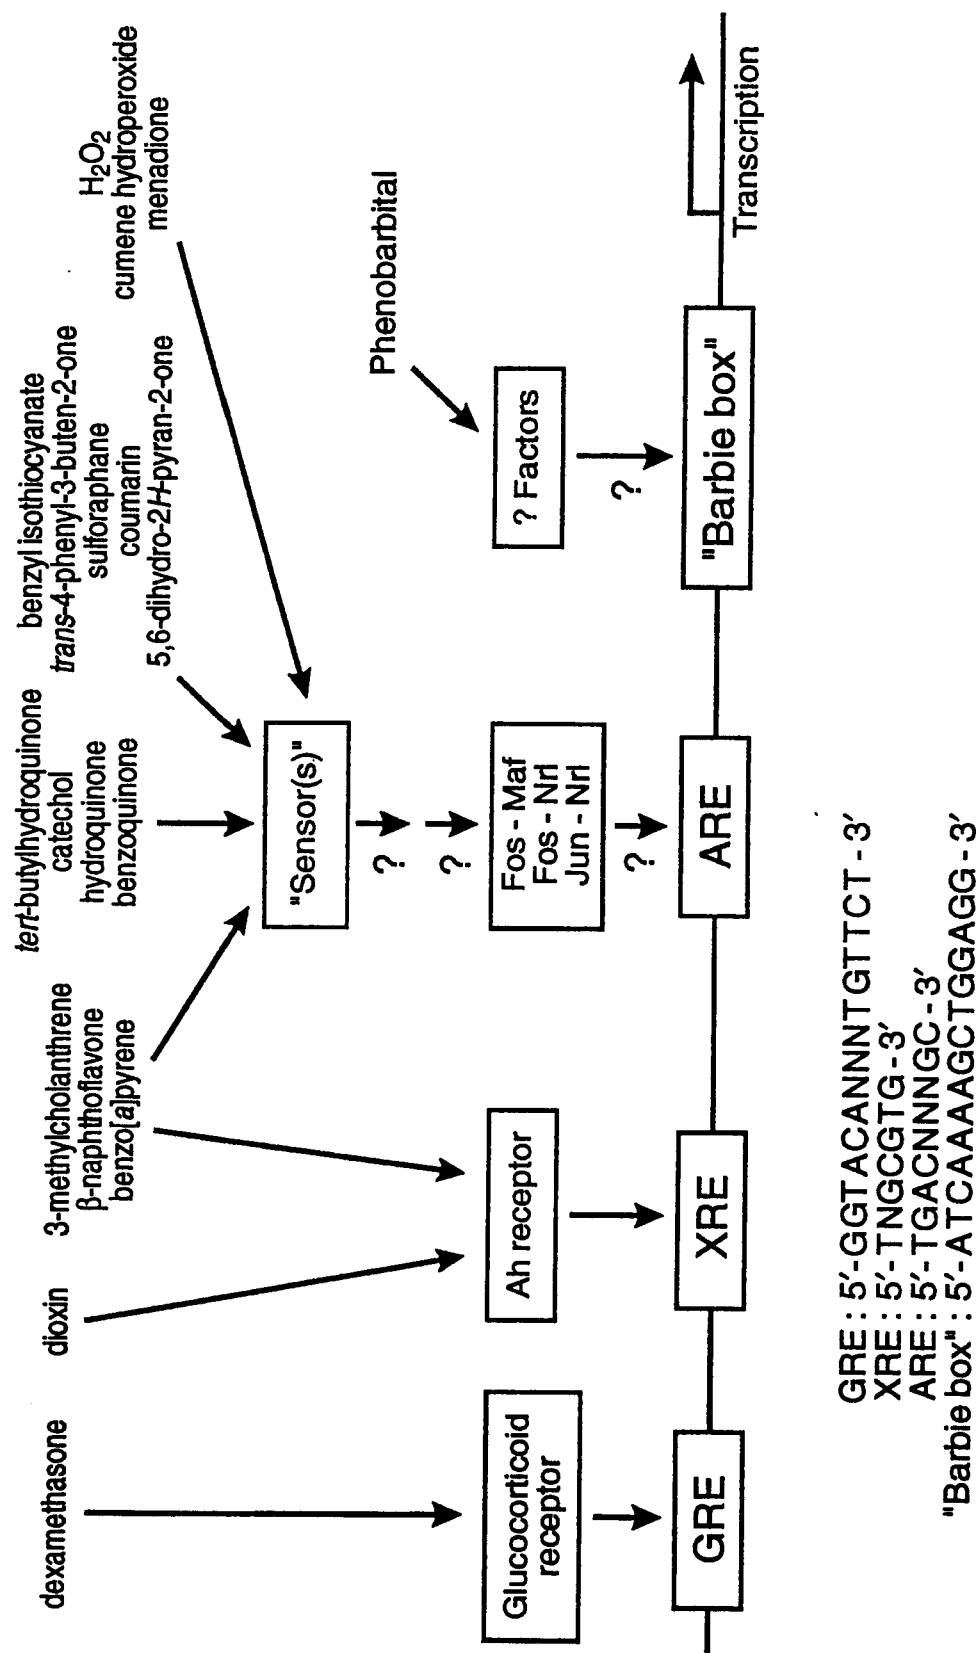 dexamethasone
dioxin
3-methylcholanthrene
β-naphthoflavone
benzo[a]pyrene
tert-butylhydroquinone
catechol
hydroquinone
benzoquinone
benzyl isothiocyanate
trans-4-phenyl-3-buten-2-one
sulforaphane
coumarin
5,6-dihydro-2H-pyran-2-one
H₂O₂
cumene hydroperoxide
menadione
"Sensor(s)"
?
?
Phenobarbital
Glucocorticoid
receptor
Ah receptor
Fos - Maf
Fos - Nrl
Jun - Nrl
? Factors
?
?
GRE
XRE
ARE
"Barbie box"
Transcription
GRE : 5′-GGTACANNNTGTTCT-3′
XRE : 5′-TNGCGTG-3′
ARE : 5′-TGACNNNGC-3′
"Barbie box" : 5′-ATCAAAAGCTGGAGG-3′